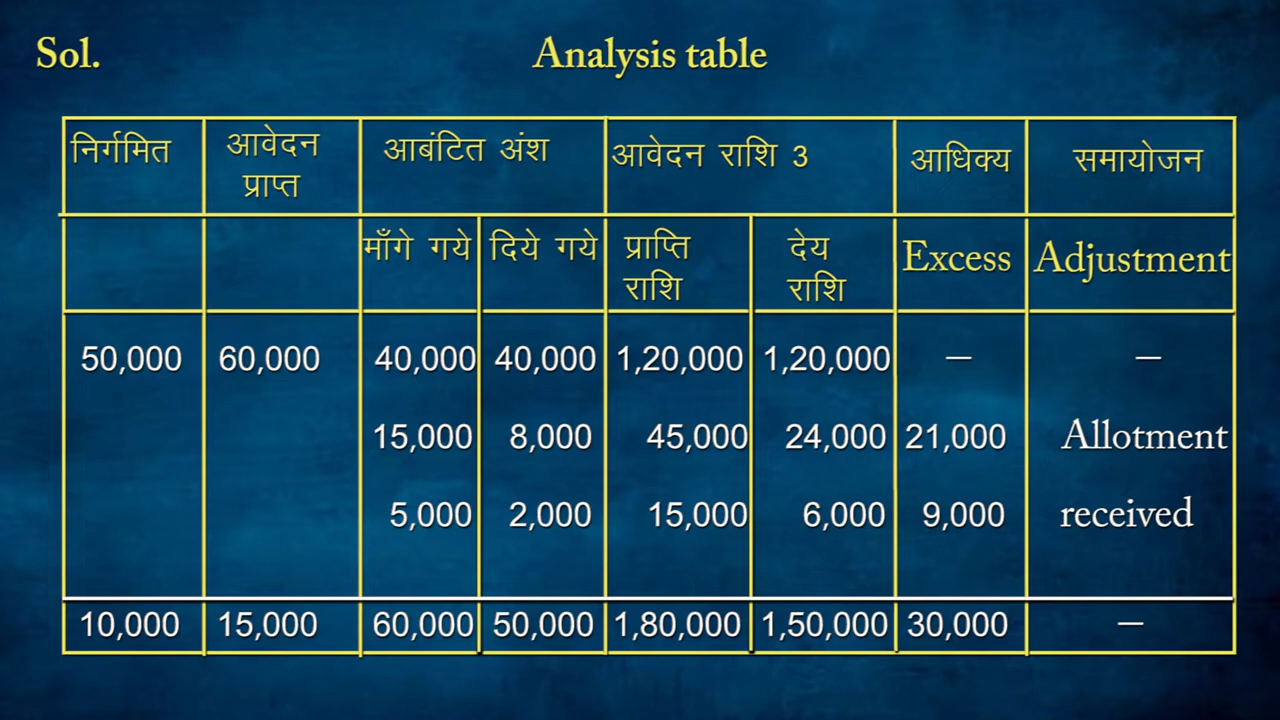 Sol. Analysis table
निर्गमित आवेदन प्राप्त आबंटित अंश आवेदन राशि 3 आधिक्य समायोजन
माँगे गये दिये गये प्राप्ति राशि देय राशि Excess Adjustment
50,000 60,000 40,000 40,000 1,20,000 1,20,000 — —
15,000 8,000 45,000 24,000 21,000 Allotment
5,000 2,000 15,000 6,000 9,000 received
10,000 15,000 60,000 50,000 1,80,000 1,50,000 30,000 —